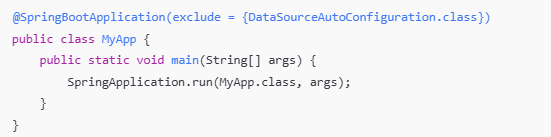 @SpringBootApplication(exclude = {DataSourceAutoConfiguration.class})
public class MyApp {
    public static void main(String[] args) {
        SpringApplication.run(MyApp.class, args);
    }
}